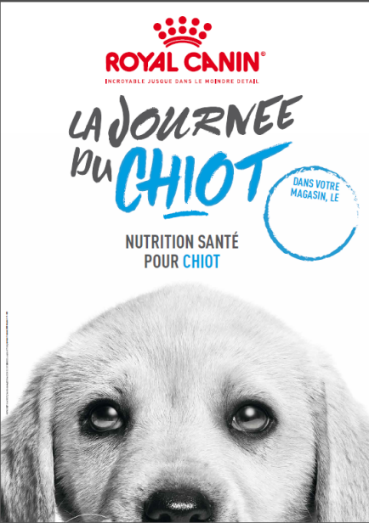 ROYAL CANIN
INCROYABLE JUSQUE DANS LE MOINDRE DETAIL
LA JOURNEE
DU CHIOT
DANS VOTRE
MAGASIN, LE
NUTRITION SANTÉ
POUR CHIOT